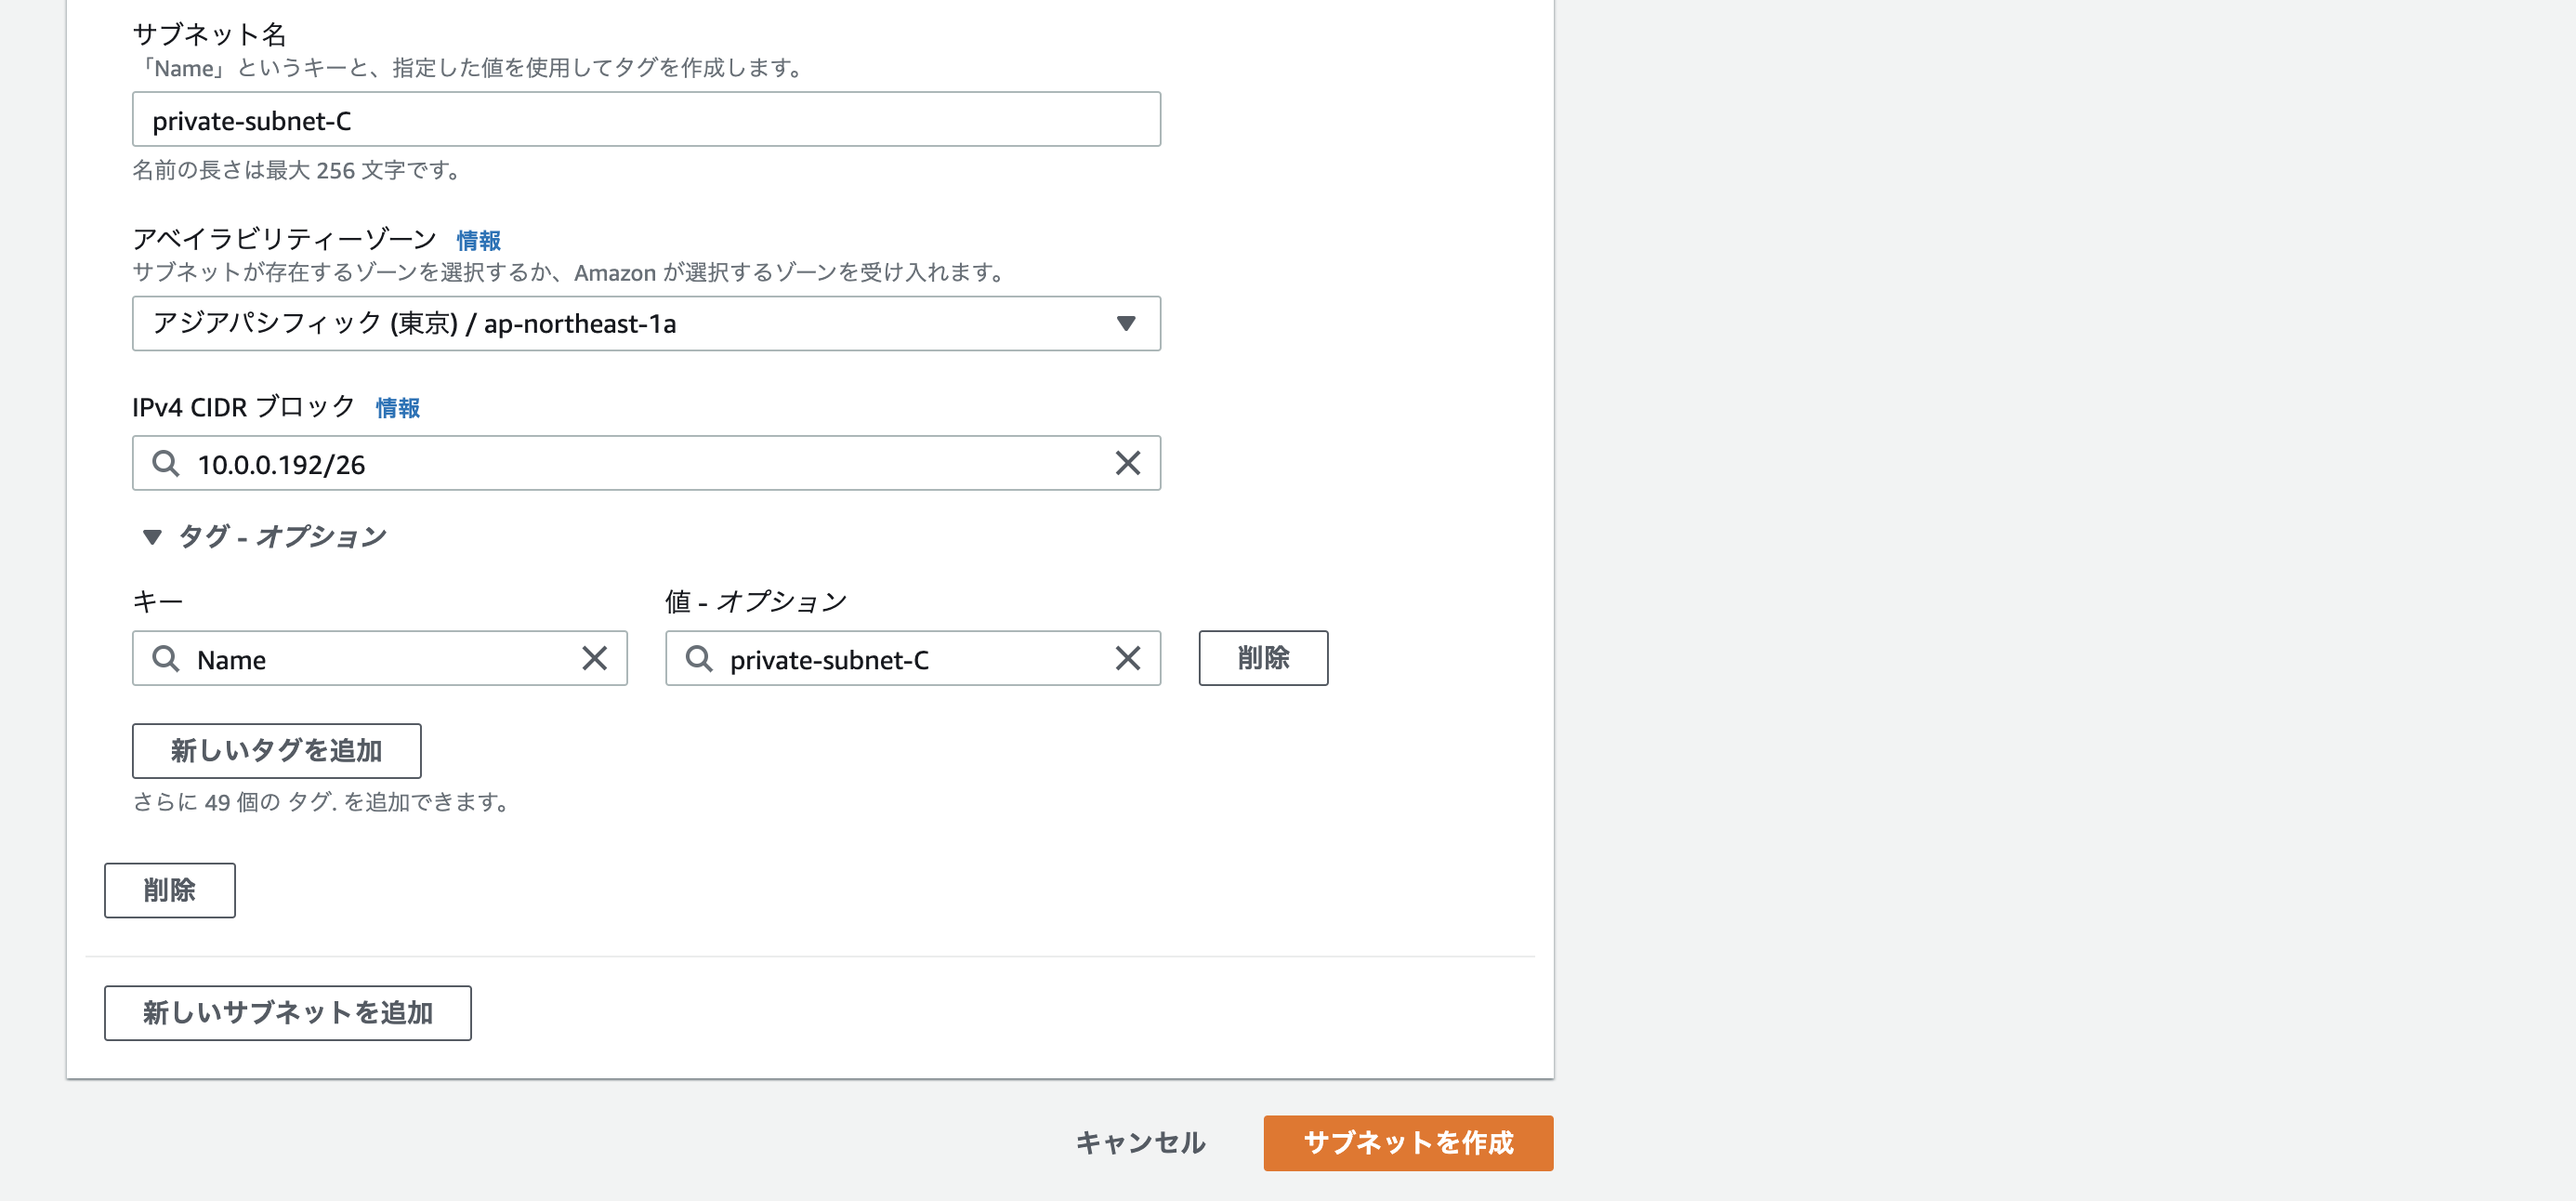 サブネット名
「Name」というキーと、指定した値を使用してタグを作成します。
private-subnet-C
名前の長さは最大 256 文字です。
アベイラビリティーゾーン 情報
サブネットが存在するゾーンを選択するか、Amazon が選択するゾーンを受け入れます。
アジアパシフィック (東京) / ap-northeast-1a
IPv4 CIDR ブロック 情報
10.0.0.192/26
タグ - オプション
キー 値 - オプション
Name private-subnet-C 削除
新しいタグを追加
さらに 49 個の タグ. を追加できます。
削除
新しいサブネットを追加
キャンセル サブネットを作成